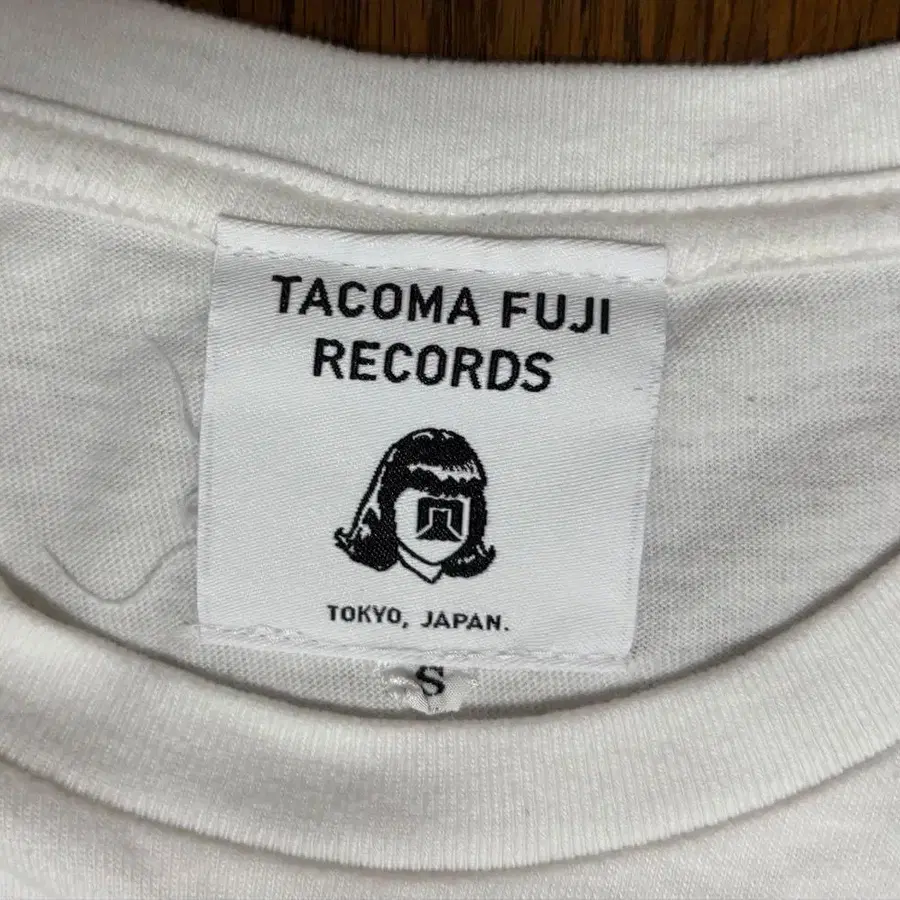 TACOMA FUJI
RECORDS
TOKYO, JAPAN.
S